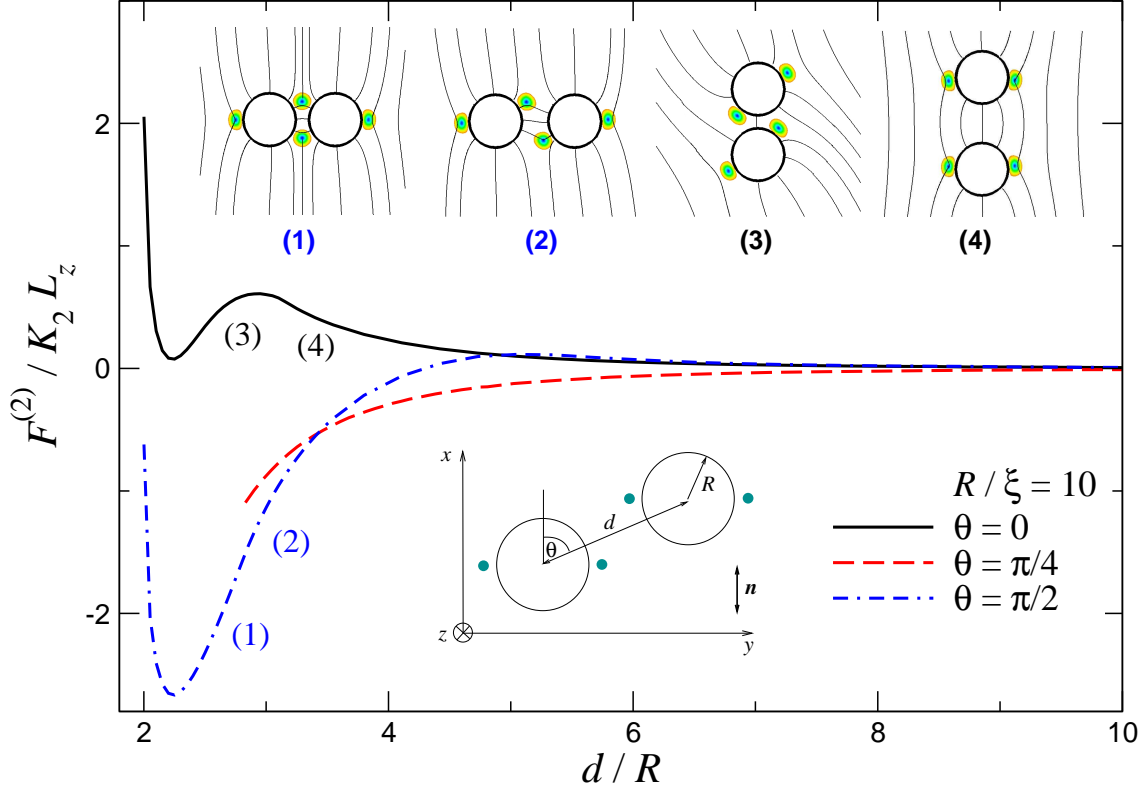 (1) (2) (3) (4)
F^(2) / K_2 L_z
2
0
-2
(3)
(4)
(2)
(1)
x
R
d
θ
n
z
y
R / ξ = 10
θ = 0
θ = π/4
θ = π/2
2 4 6 8 10
d / R